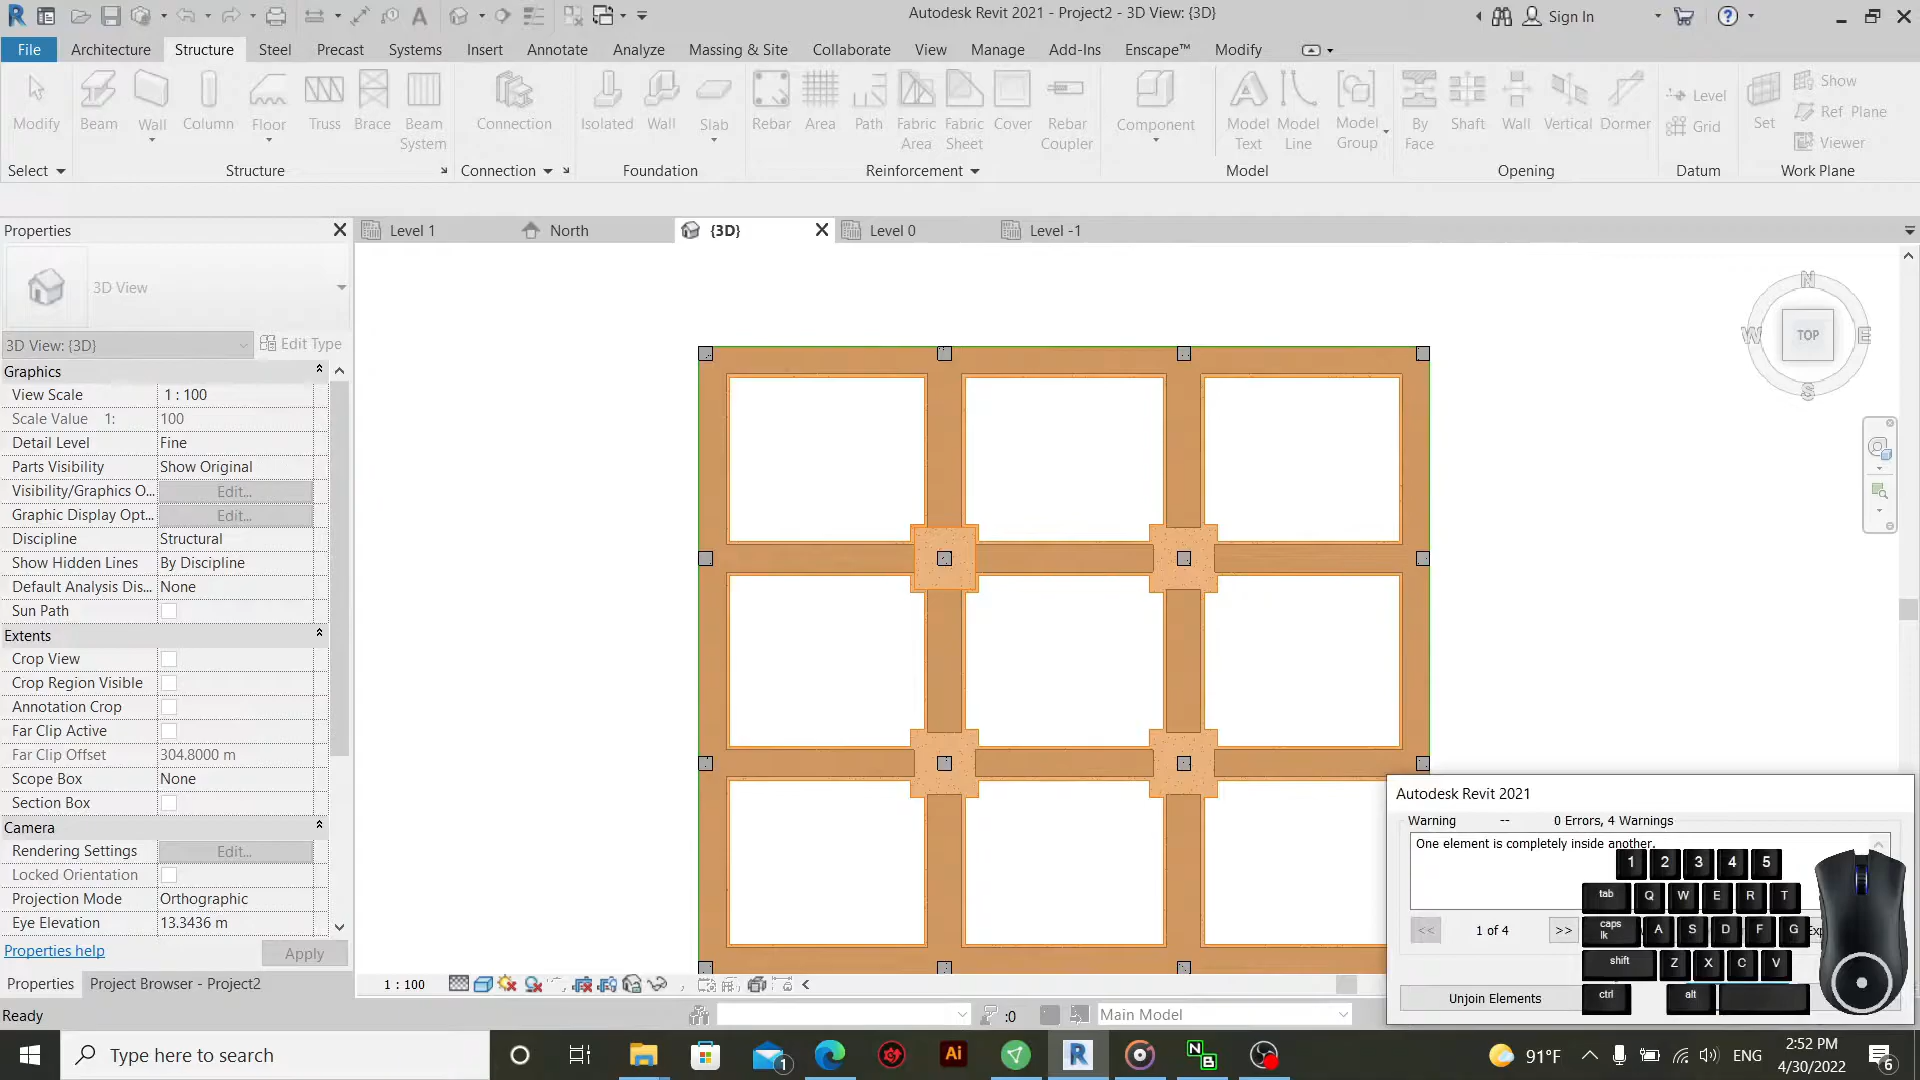 Autodesk Revit 2021 - Project2 - 3D View: {3D}
Sign In
File Architecture Structure Steel Precast Systems Insert Annotate Analyze Massing & Site Collaborate View Manage Add-Ins Enscape™ Modify
Modify Beam Wall Column Floor Truss Brace Beam System Connection Isolated Wall Slab Rebar Area Path Fabric Area Fabric Sheet Cover Rebar Coupler Component Model Text Model Line Model Group By Face Shaft Wall Vertical Dormer Level Grid Set Show Ref Plane Viewer
Select Structure Connection Foundation Reinforcement Model Opening Datum Work Plane
Properties
Level 1 North {3D} Level 0 Level -1
3D View
3D View: {3D} Edit Type
Graphics
View Scale 1 : 100
Scale Value 1: 100
Detail Level Fine
Parts Visibility Show Original
Visibility/Graphics O... Edit...
Graphic Display Opt... Edit...
Discipline Structural
Show Hidden Lines By Discipline
Default Analysis Dis... None
Sun Path
Extents
Crop View
Crop Region Visible
Annotation Crop
Far Clip Active
Far Clip Offset 304.8000 m
Scope Box None
Section Box
Camera
Rendering Settings Edit...
Locked Orientation
Projection Mode Orthographic
Eye Elevation 13.3436 m
Properties help Apply
Properties Project Browser - Project2
N
W TOP E
S
Autodesk Revit 2021
Warning -- 0 Errors, 4 Warnings
One element is completely inside another.
<< 1 of 4 >>
Unjoin Elements
1 2 3 4 5
tab Q W E R T
caps lk A S D F G
shift Z X C V
ctrl alt
1 : 100
Ready :0 Main Model
Type here to search
91°F ENG 2:52 PM
4/30/2022